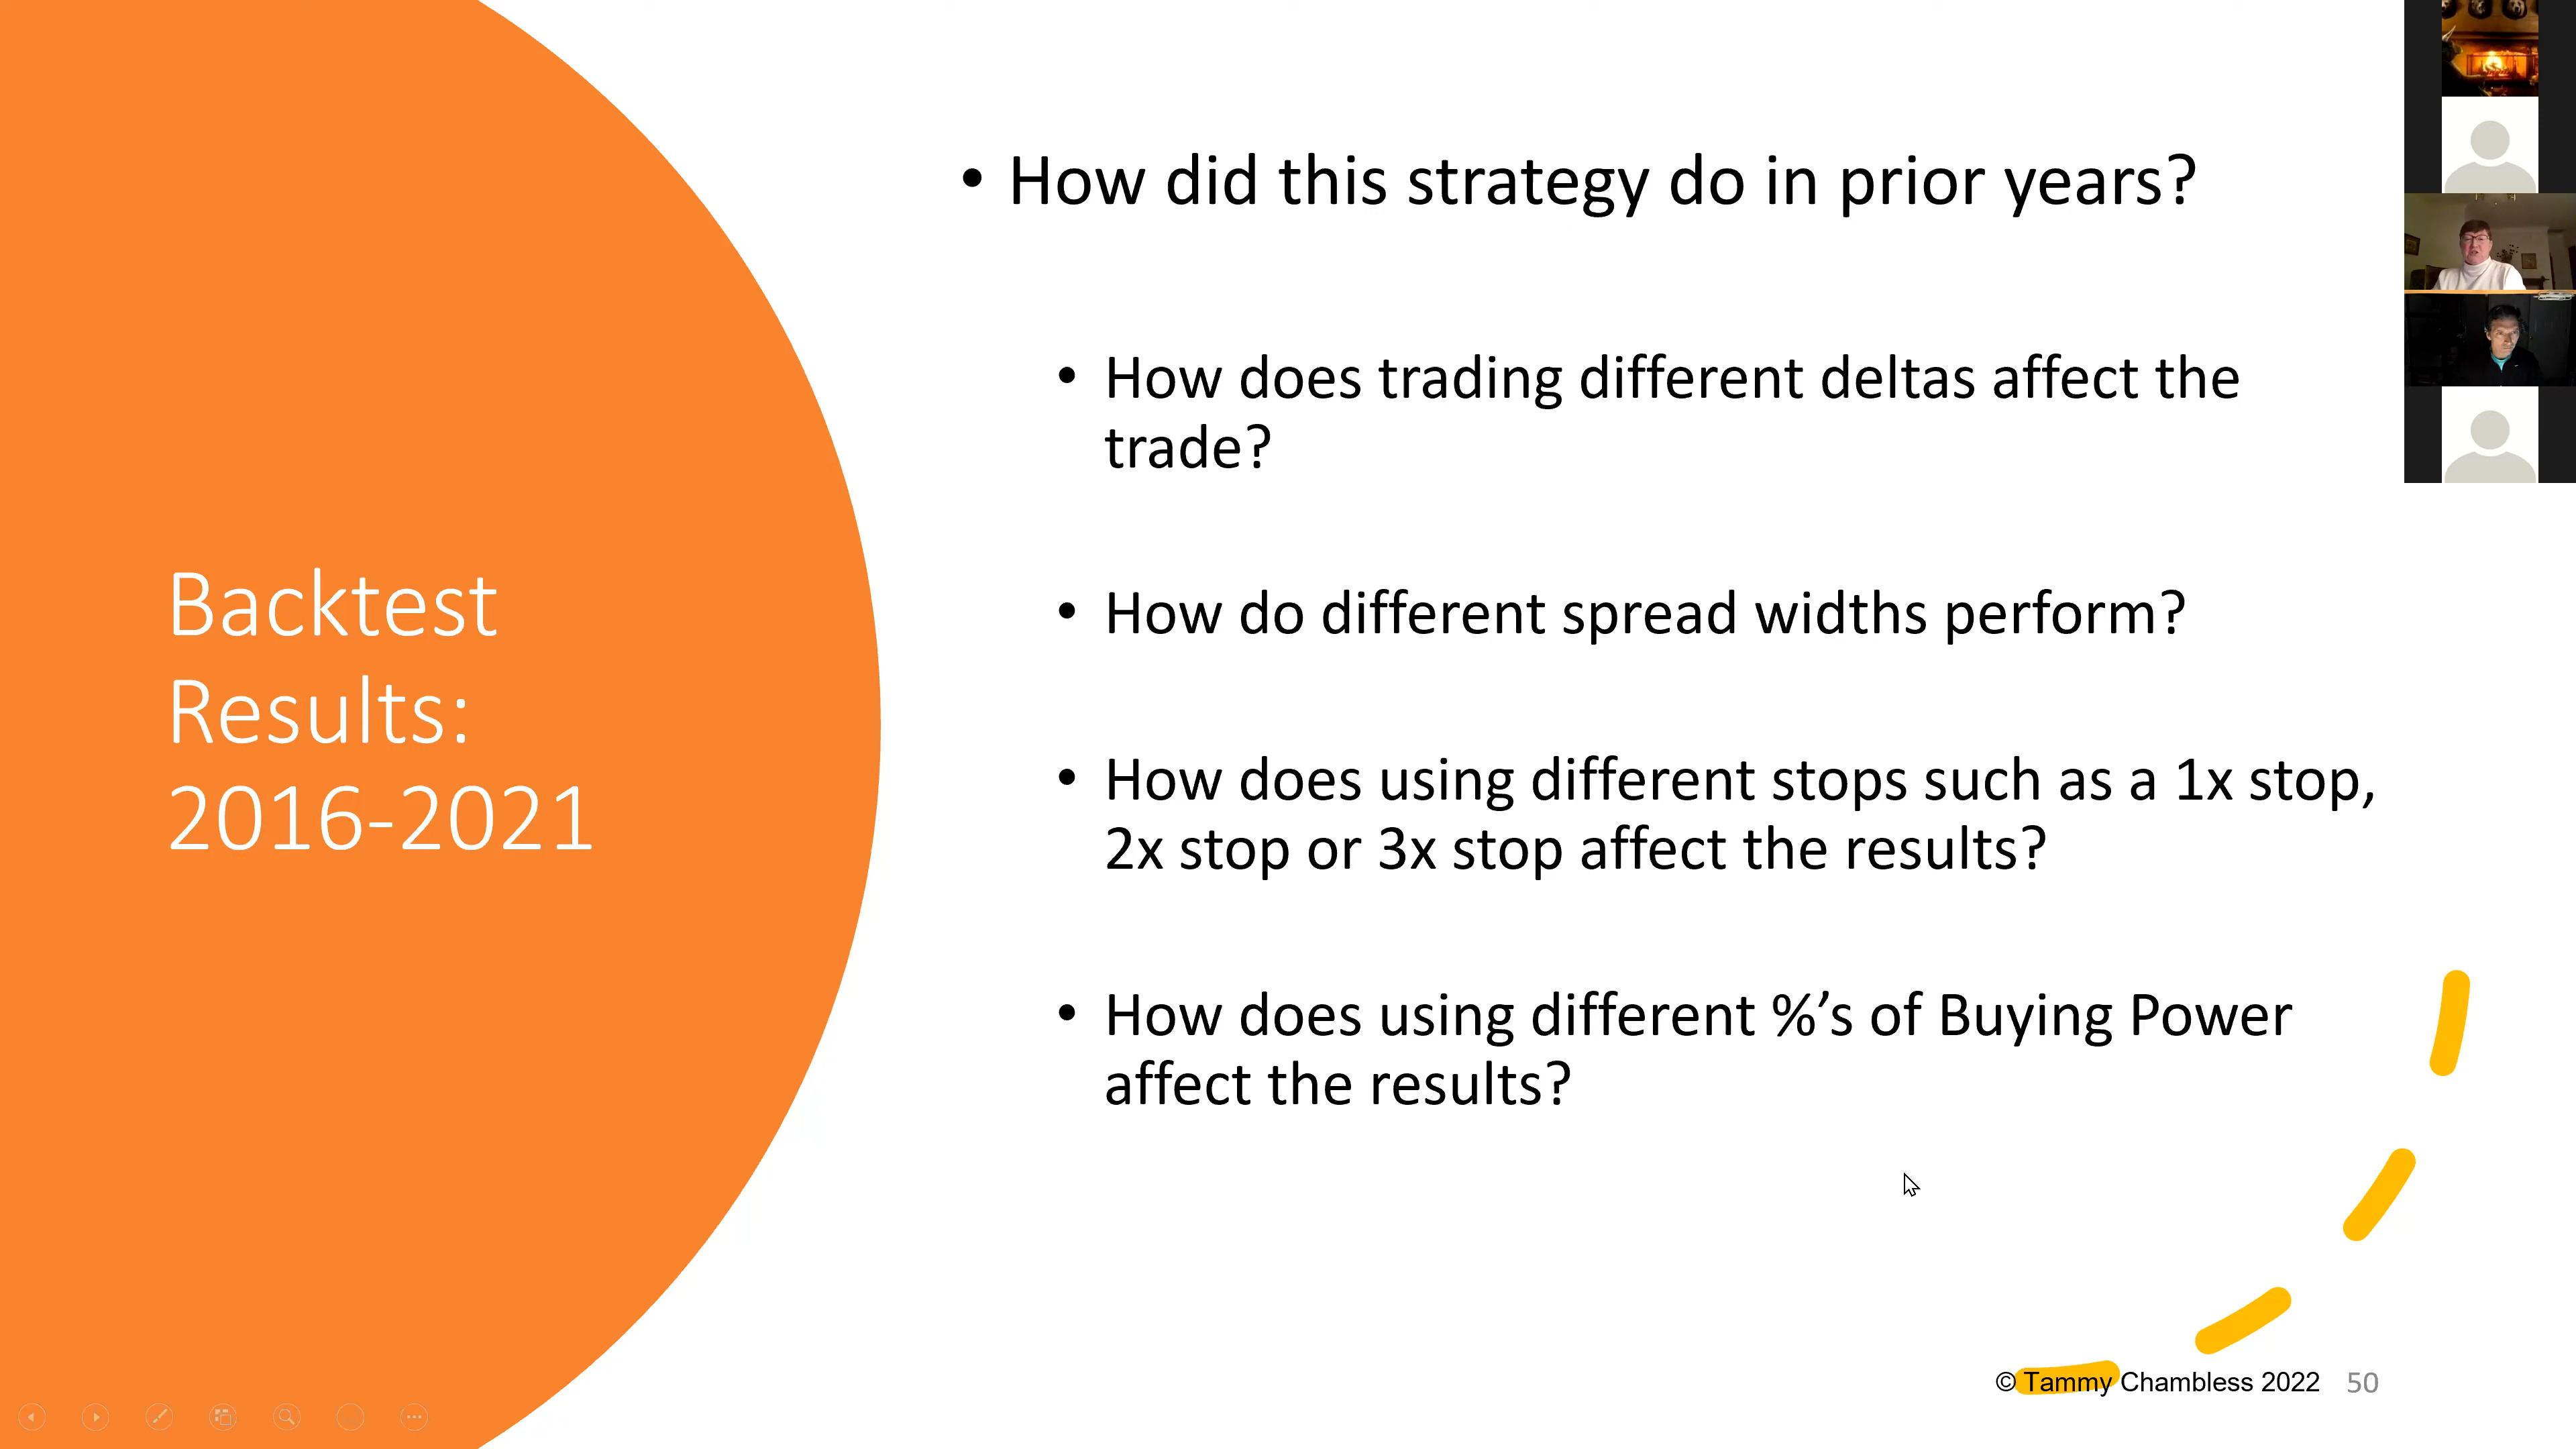 Backtest
Results:
2016-2021
• How did this strategy do in prior years?
• How does trading different deltas affect the
trade?
• How do different spread widths perform?
• How does using different stops such as a 1x stop,
2x stop or 3x stop affect the results?
• How does using different %’s of Buying Power
affect the results?
© Tammy Chambless 2022 50